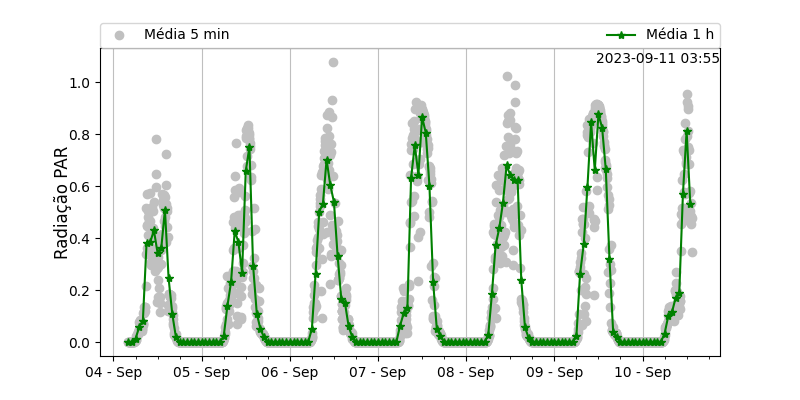 Média 5 min
Média 1 h
2023-09-11 03:55
Radiação PAR
1.0
0.8
0.6
0.4
0.2
0.0
04 - Sep
05 - Sep
06 - Sep
07 - Sep
08 - Sep
09 - Sep
10 - Sep